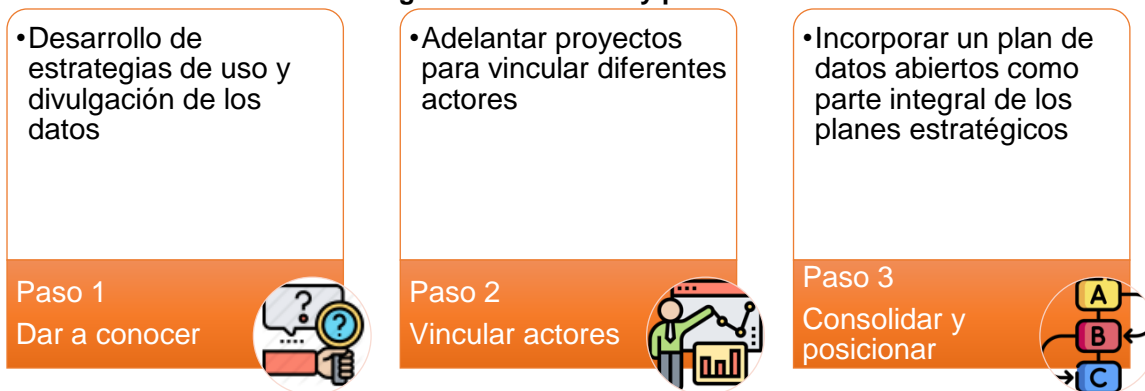 •Desarrollo de
estrategias de uso y
divulgación de los
datos
Paso 1
Dar a conocer
?
?
•Adelantar proyectos
para vincular diferentes
actores
Paso 2
Vincular actores
•Incorporar un plan de
datos abiertos como
parte integral de los
planes estratégicos
Paso 3
Consolidar y
posicionar
A
B
C